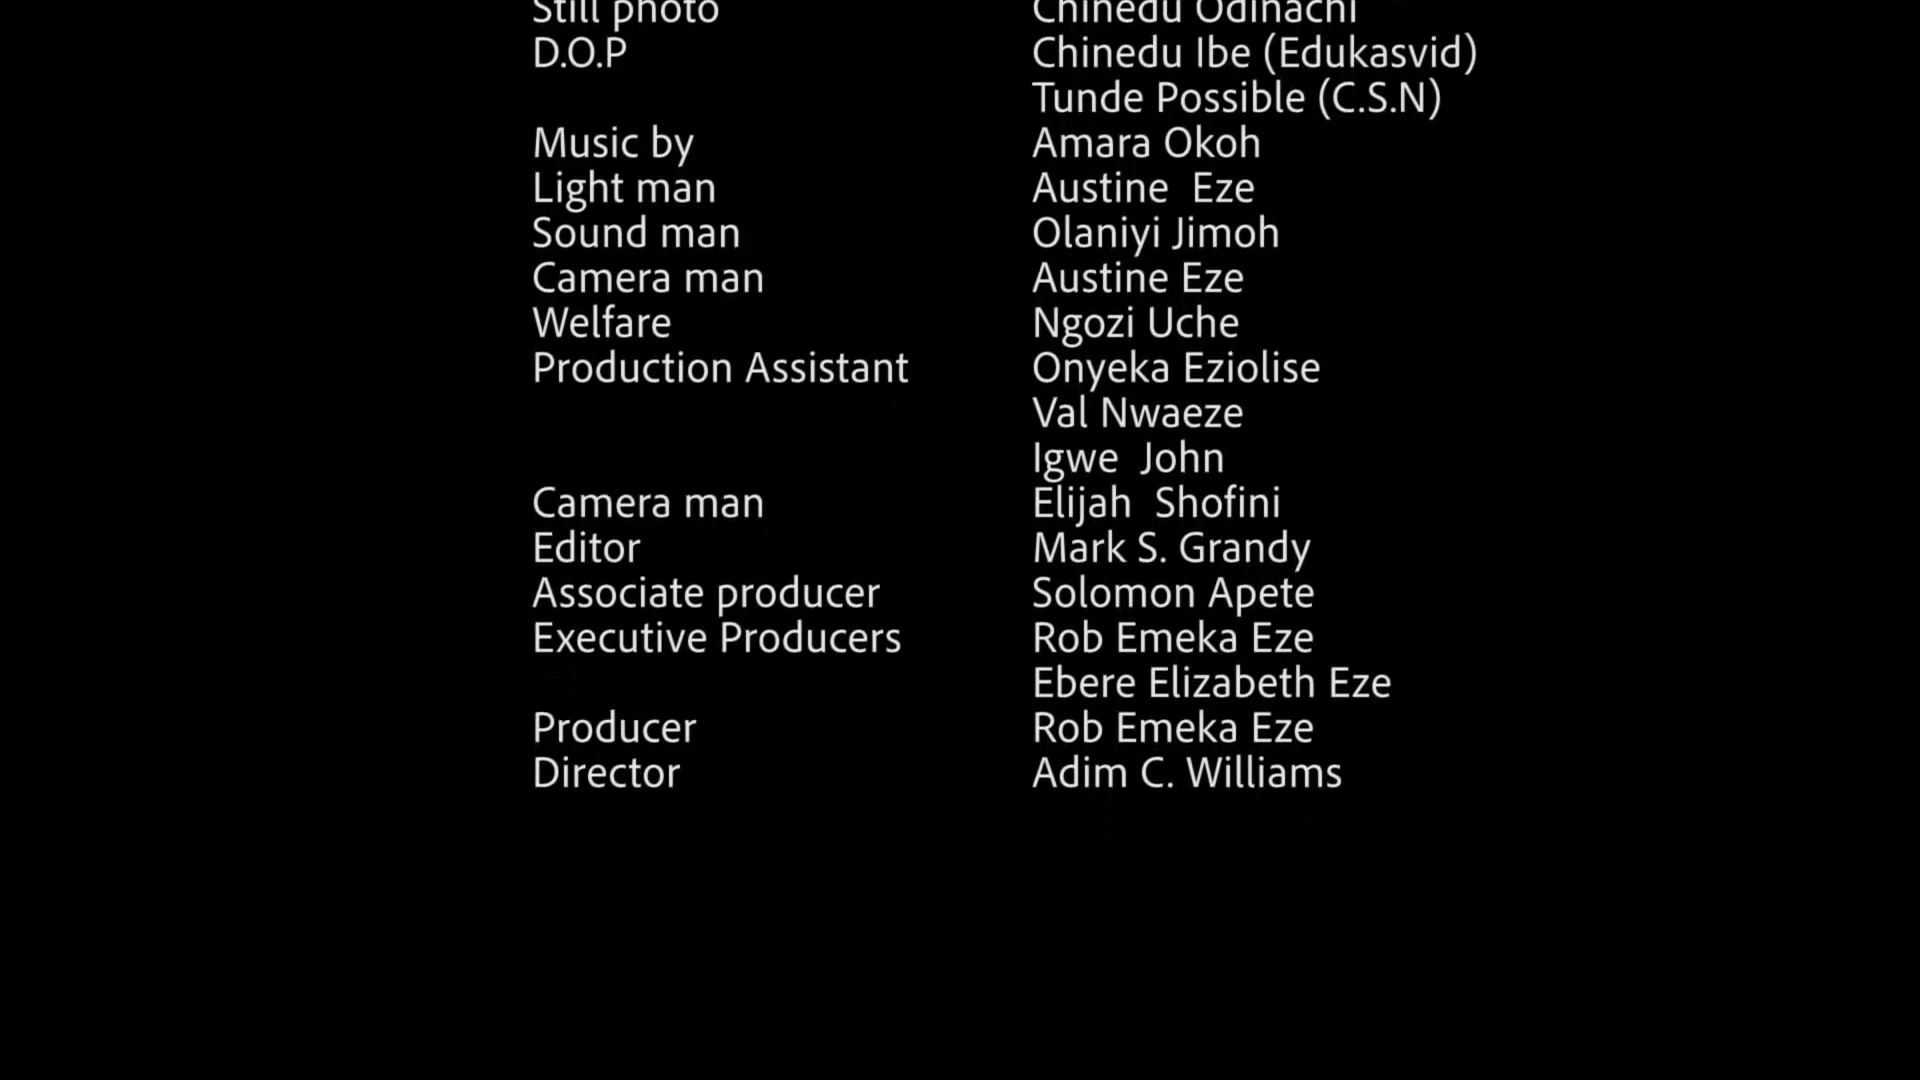 Still photo Chinedu Odinachi
D.O.P Chinedu Ibe (Edukasvid)
Tunde Possible (C.S.N)
Music by Amara Okoh
Light man Austine  Eze
Sound man Olaniyi Jimoh
Camera man Austine Eze
Welfare Ngozi Uche
Production Assistant Onyeka Eziolise
Val Nwaeze
Igwe  John
Camera man Elijah  Shofini
Editor Mark S. Grandy
Associate producer Solomon Apete
Executive Producers Rob Emeka Eze
Ebere Elizabeth Eze
Producer Rob Emeka Eze
Director Adim C. Williams